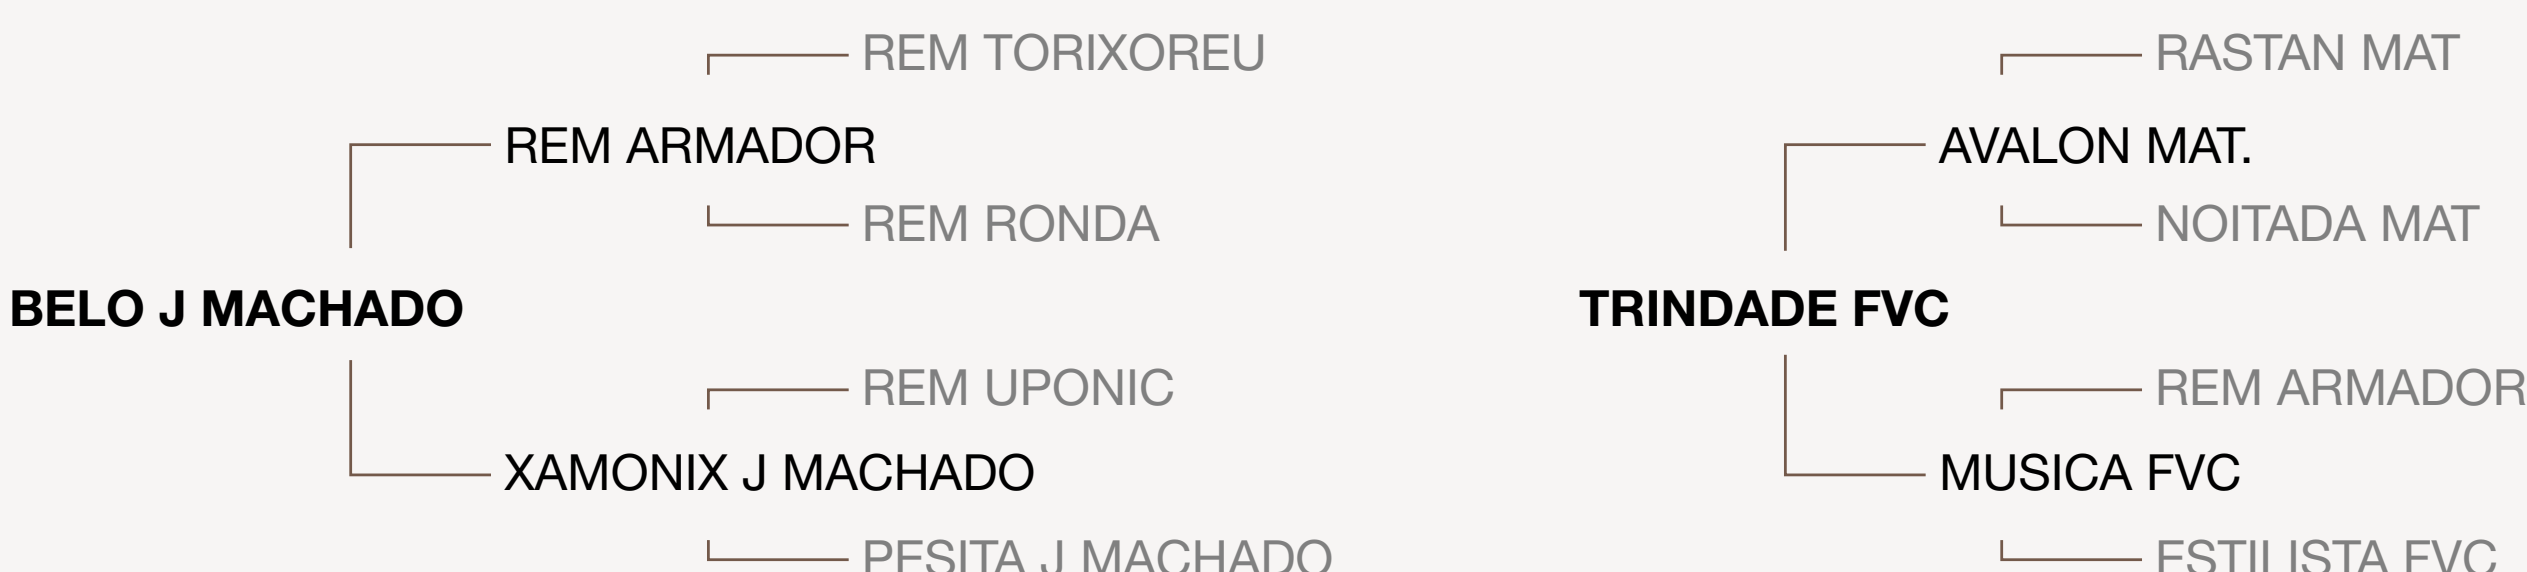 REM TORIXOREU
REM ARMADOR
REM RONDA
BELO J MACHADO
REM UPONIC
XAMONIX J MACHADO
PESITA J MACHADO
RASTAN MAT
AVALON MAT.
NOITADA MAT
TRINDADE FVC
REM ARMADOR
MUSICA FVC
ESTILISTA FVC